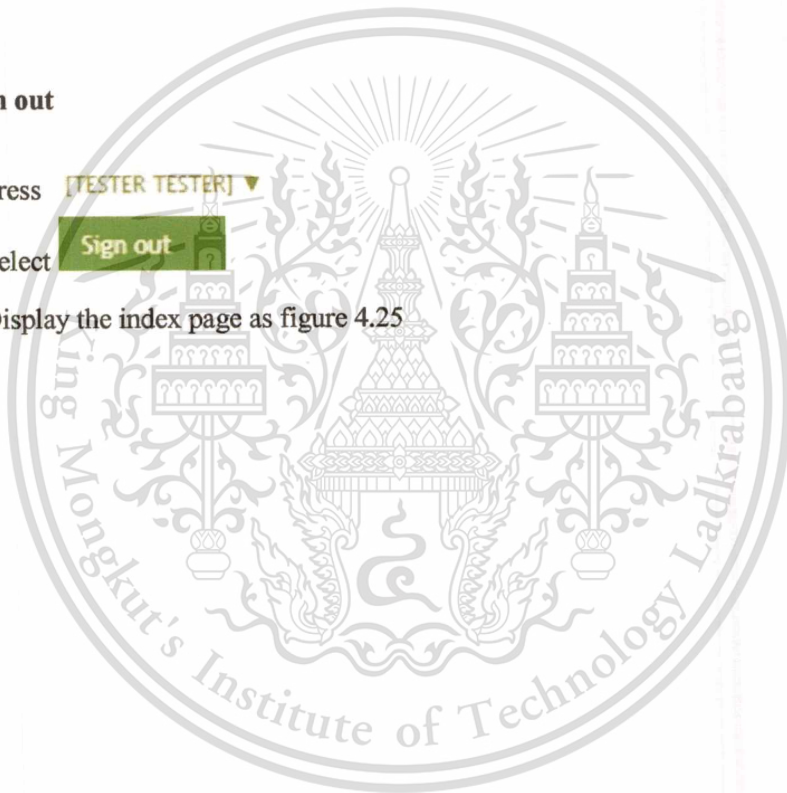 n out
ress [TESTER TESTER] ▼
elect Sign out
isplay the index page as figure 4.25
King Mongkut's Institute of Technology Ladkrabang